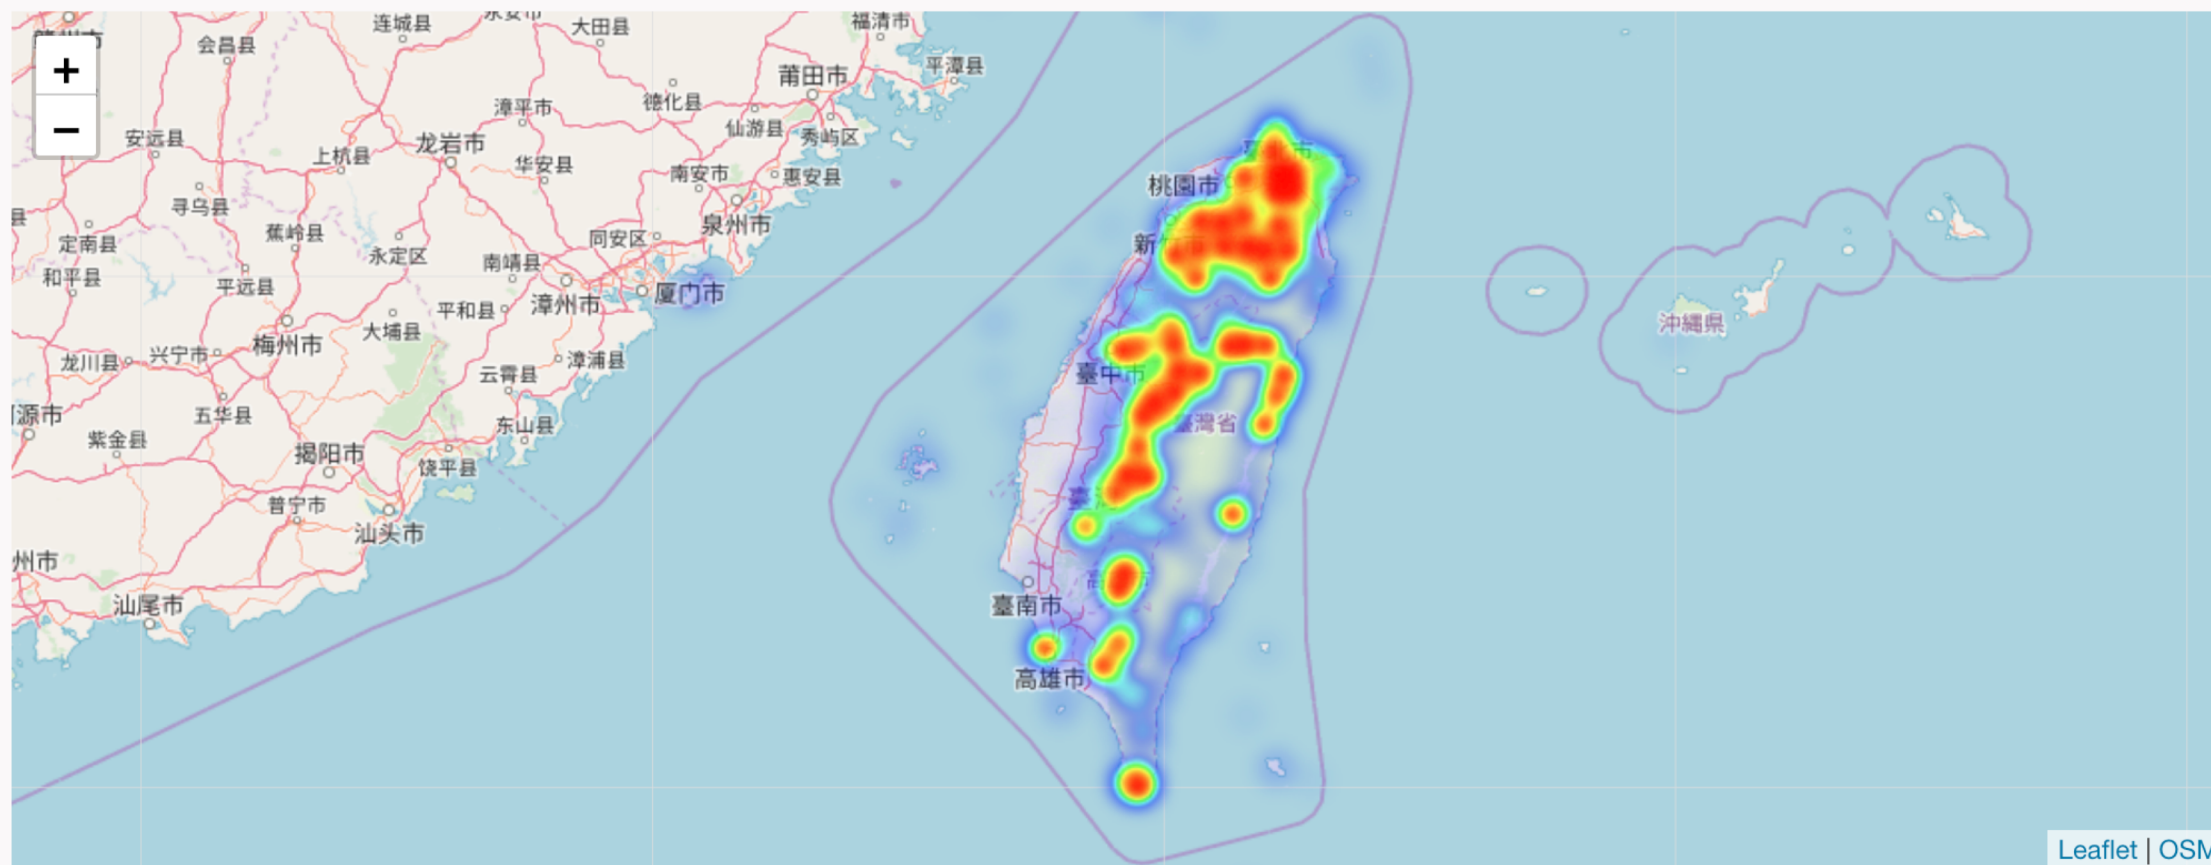 连城县
大田县
福清市
会昌县
平潭县
莆田市
德化县
漳平市
仙游县
秀屿区
安远县
龙岩市
上杭县
华安县
南安市
惠安县
桃園市
寻乌县
泉州市
蕉岭县
同安区
定南县
永定区
新竹市
和平县
南靖县
平远县
厦门市
漳州市
平和县
沖縄県
大埔县
梅州市
兴宁市
龙川县
漳浦县
云霄县
臺中市
五华县
臺灣省
东山县
紫金县
揭阳市
饶平县
普宁市
汕头市
州市
汕尾市
臺南市
高雄市
+
−
Leaflet | OSM